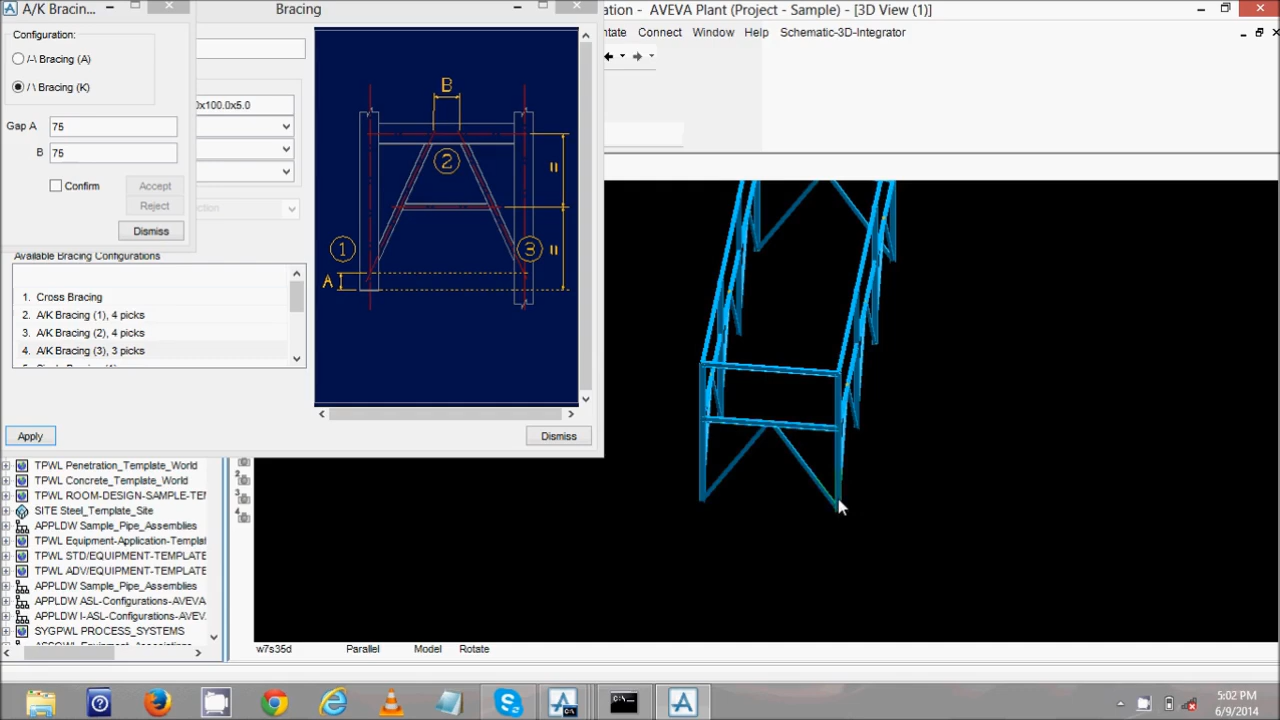 A/K Bracin...
Bracing
ation - AVEVA Plant (Project - Sample) - [3D View (1)]
Configuration:
ntate Connect Window Help Schematic-3D-Integrator
/-\ Bracing (A)
/ \ Bracing (K)
Gap A 75
B 75
Confirm
Accept
Reject
Dismiss
0x100.0x5.0
ction
B
2
=
1
3
=
A
Available Bracing Configurations
1. Cross Bracing
2. A/K Bracing (1), 4 picks
3. A/K Bracing (2), 4 picks
4. A/K Bracing (3), 3 picks
Apply
Dismiss
TPWL Penetration_Template_World
TPWL Concrete_Template_World
TPWL ROOM-DESIGN-SAMPLE-TEM
SITE Steel_Template_Site
APPLDW Sample_Pipe_Assemblies
TPWL Equipment-Application-Templat
TPWL STD/EQUIPMENT-TEMPLATE
TPWL ADV/EQUIPMENT-TEMPLATE
APPLDW Sample_Pipe_Assemblies
APPLDW ASL-Configurations-AVEVA
APPLDW I-ASL-Configurations-AVEV.
SYGPWL PROCESS_SYSTEMS
2
3
4
w7s35d Parallel Model Rotate
5:02 PM
6/9/2014